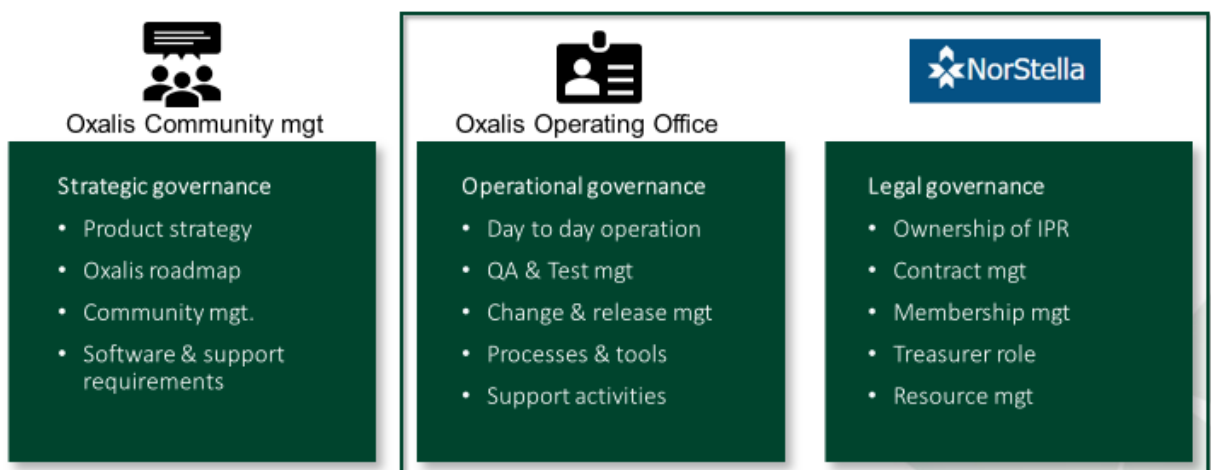 Oxalis Community mgt
Strategic governance
• Product strategy
• Oxalis roadmap
• Community mgt.
• Software & support
requirements
Oxalis Operating Office
Operational governance
• Day to day operation
• QA & Test mgt
• Change & release mgt
• Processes & tools
• Support activities
NorStella
Legal governance
• Ownership of IPR
• Contract mgt
• Membership mgt
• Treasurer role
• Resource mgt